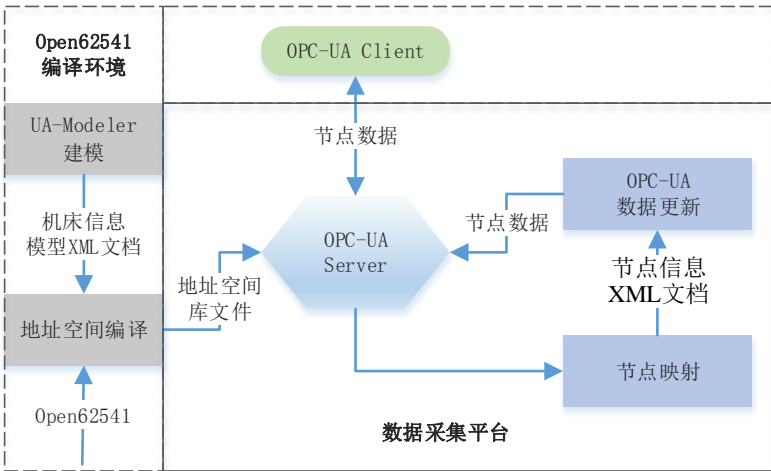 Open62541
编译环境
UA-Modeler
建模
机床信息
模型XML文档
地址空间编译
Open62541
OPC-UA Client
节点数据
OPC-UA
Server
地址空间
库文件
节点数据
OPC-UA
数据更新
节点信息
XML文档
节点映射
数据采集平台